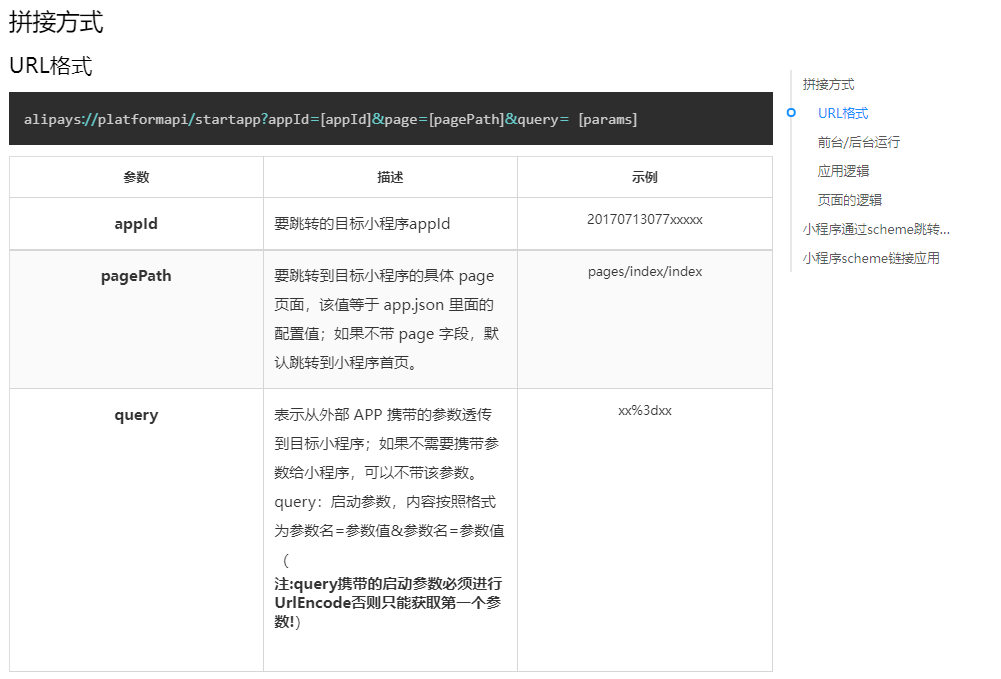 拼接方式
URL格式
alipays://platformapi/startapp?appId=[appId]&page=[pagePath]&query= [params]
参数 描述 示例
appId 要跳转的目标小程序appId 20170713077xxxxx
pagePath 要跳转到目标小程序的具体 page pages/index/index
页面，该值等于 app.json 里面的
配置值；如果不带 page 字段，默
认跳转到小程序首页。
query 表示从外部 APP 携带的参数透传 xx%3dxx
到目标小程序；如果不需要携带参
数给小程序，可以不带该参数。
query：启动参数，内容按照格式
为参数名=参数值&参数名=参数值
（
注:query携带的启动参数必须进行
UrlEncode否则只能获取第一个参
数!）
拼接方式
URL格式
前台/后台运行
应用逻辑
页面的逻辑
小程序通过scheme跳转...
小程序scheme链接应用